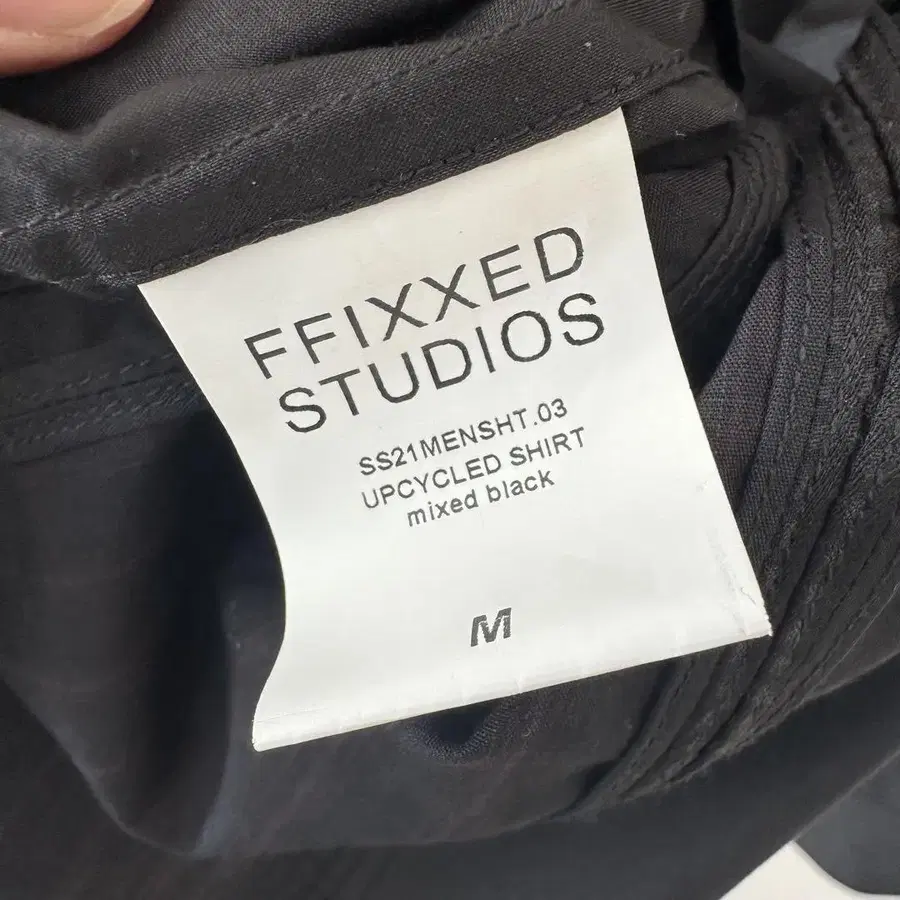 FFIXXED
STUDIOS
SS21MENSHT.03
UPCYCLED SHIRT
mixed black
M